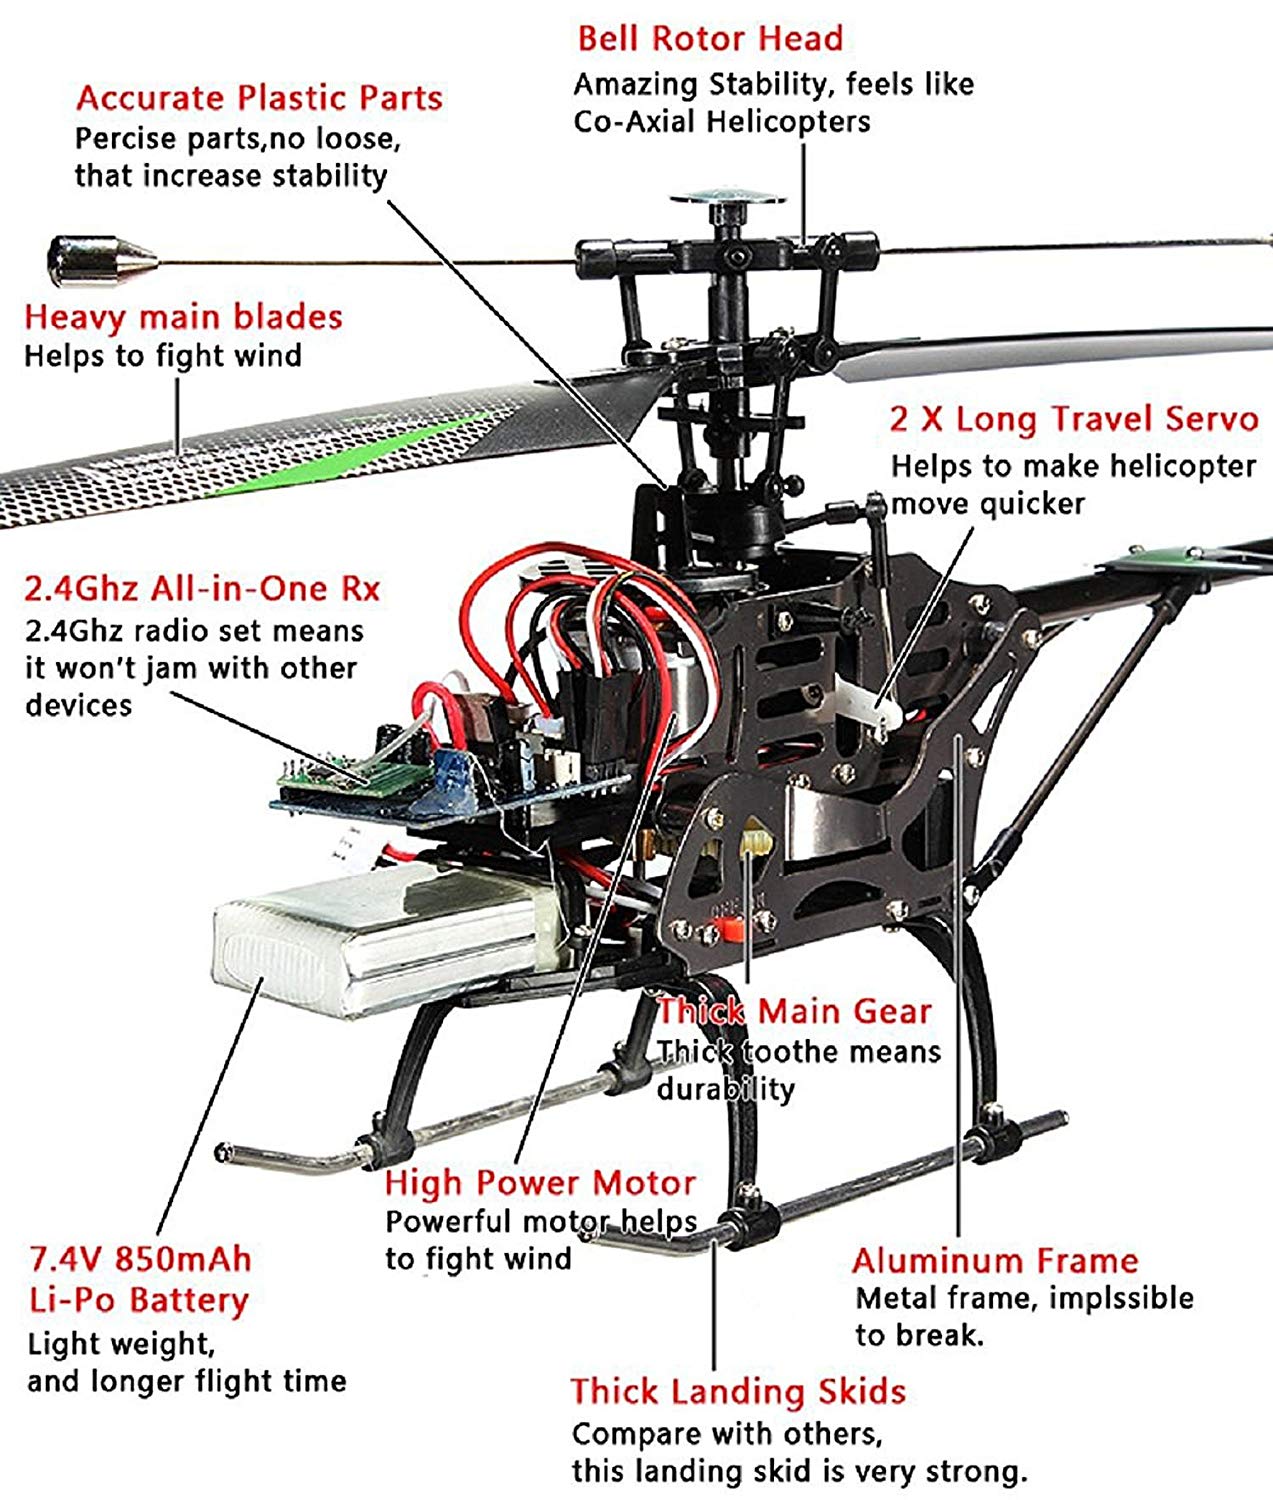 Bell Rotor Head
Amazing Stability, feels like
Co-Axial Helicopters
Accurate Plastic Parts
Percise parts,no loose,
that increase stability
Heavy main blades
Helps to fight wind
2 X Long Travel Servo
Helps to make helicopter
move quicker
2.4Ghz All-in-One Rx
2.4Ghz radio set means
it won't jam with other
devices
Thick Main Gear
Thick toothe means
durability
High Power Motor
Powerful motor helps
to fight wind
7.4V 850mAh
Li-Po Battery
Light weight,
and longer flight time
Aluminum Frame
Metal frame, implssible
to break.
Thick Landing Skids
Compare with others,
this landing skid is very strong.